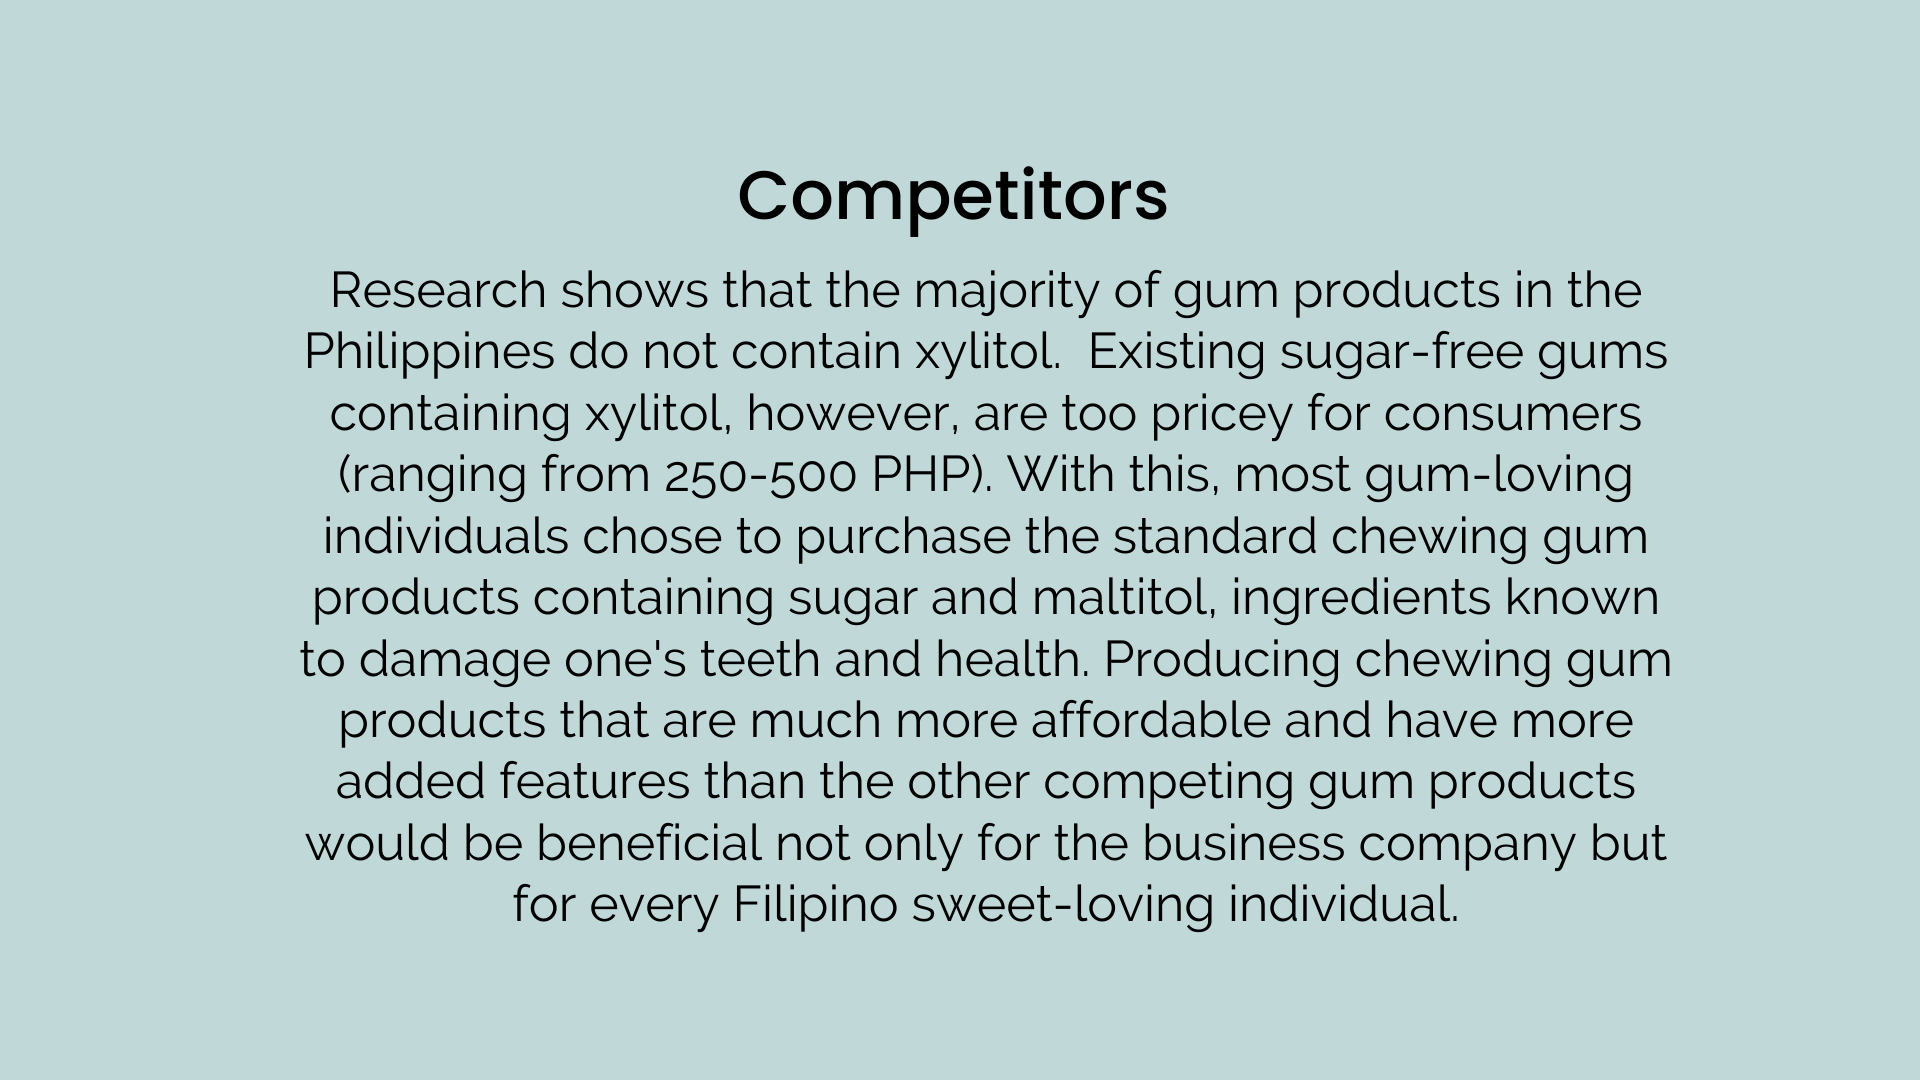 Competitors
Research shows that the majority of gum products in the
Philippines do not contain xylitol.  Existing sugar-free gums
containing xylitol, however, are too pricey for consumers
(ranging from 250-500 PHP). With this, most gum-loving
individuals chose to purchase the standard chewing gum
products containing sugar and maltitol, ingredients known
to damage one's teeth and health. Producing chewing gum
products that are much more affordable and have more
added features than the other competing gum products
would be beneficial not only for the business company but
for every Filipino sweet-loving individual.